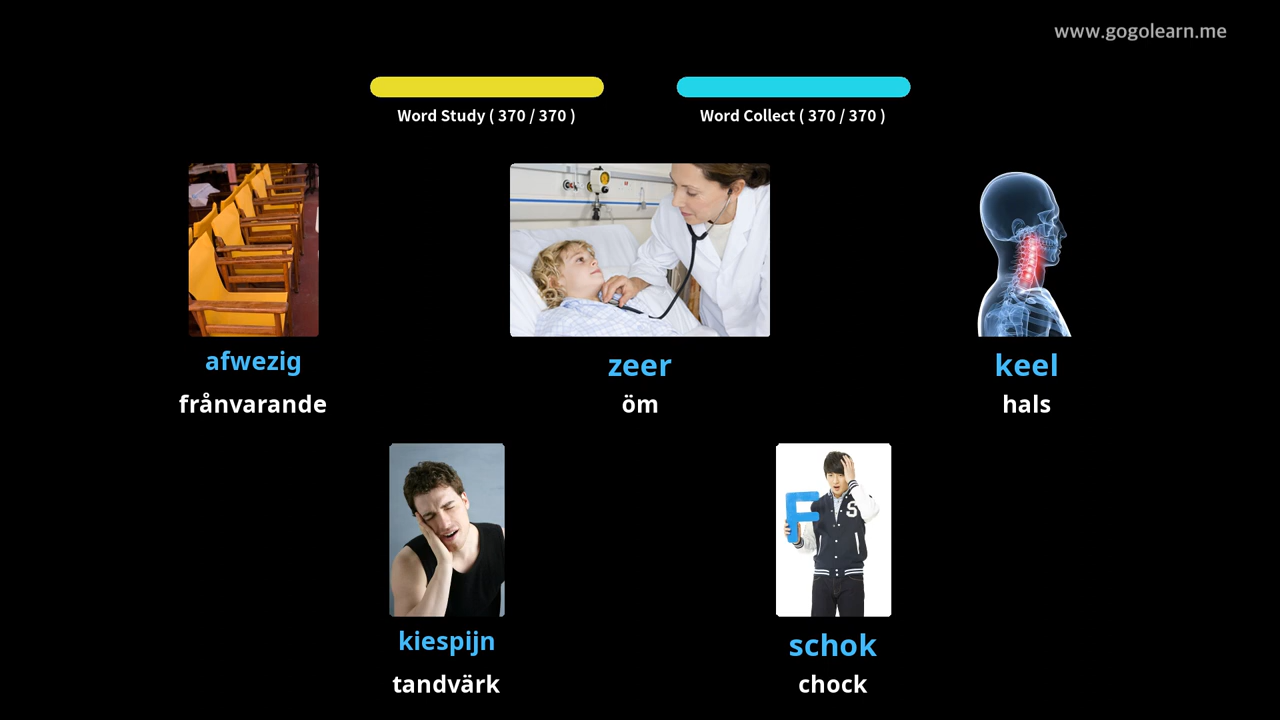 www.gogolearn.me
Word Study ( 370 / 370 )
Word Collect ( 370 / 370 )
afwezig
frånvarande
zeer
öm
keel
hals
F
S
kiespijn
tandvärk
schok
chock